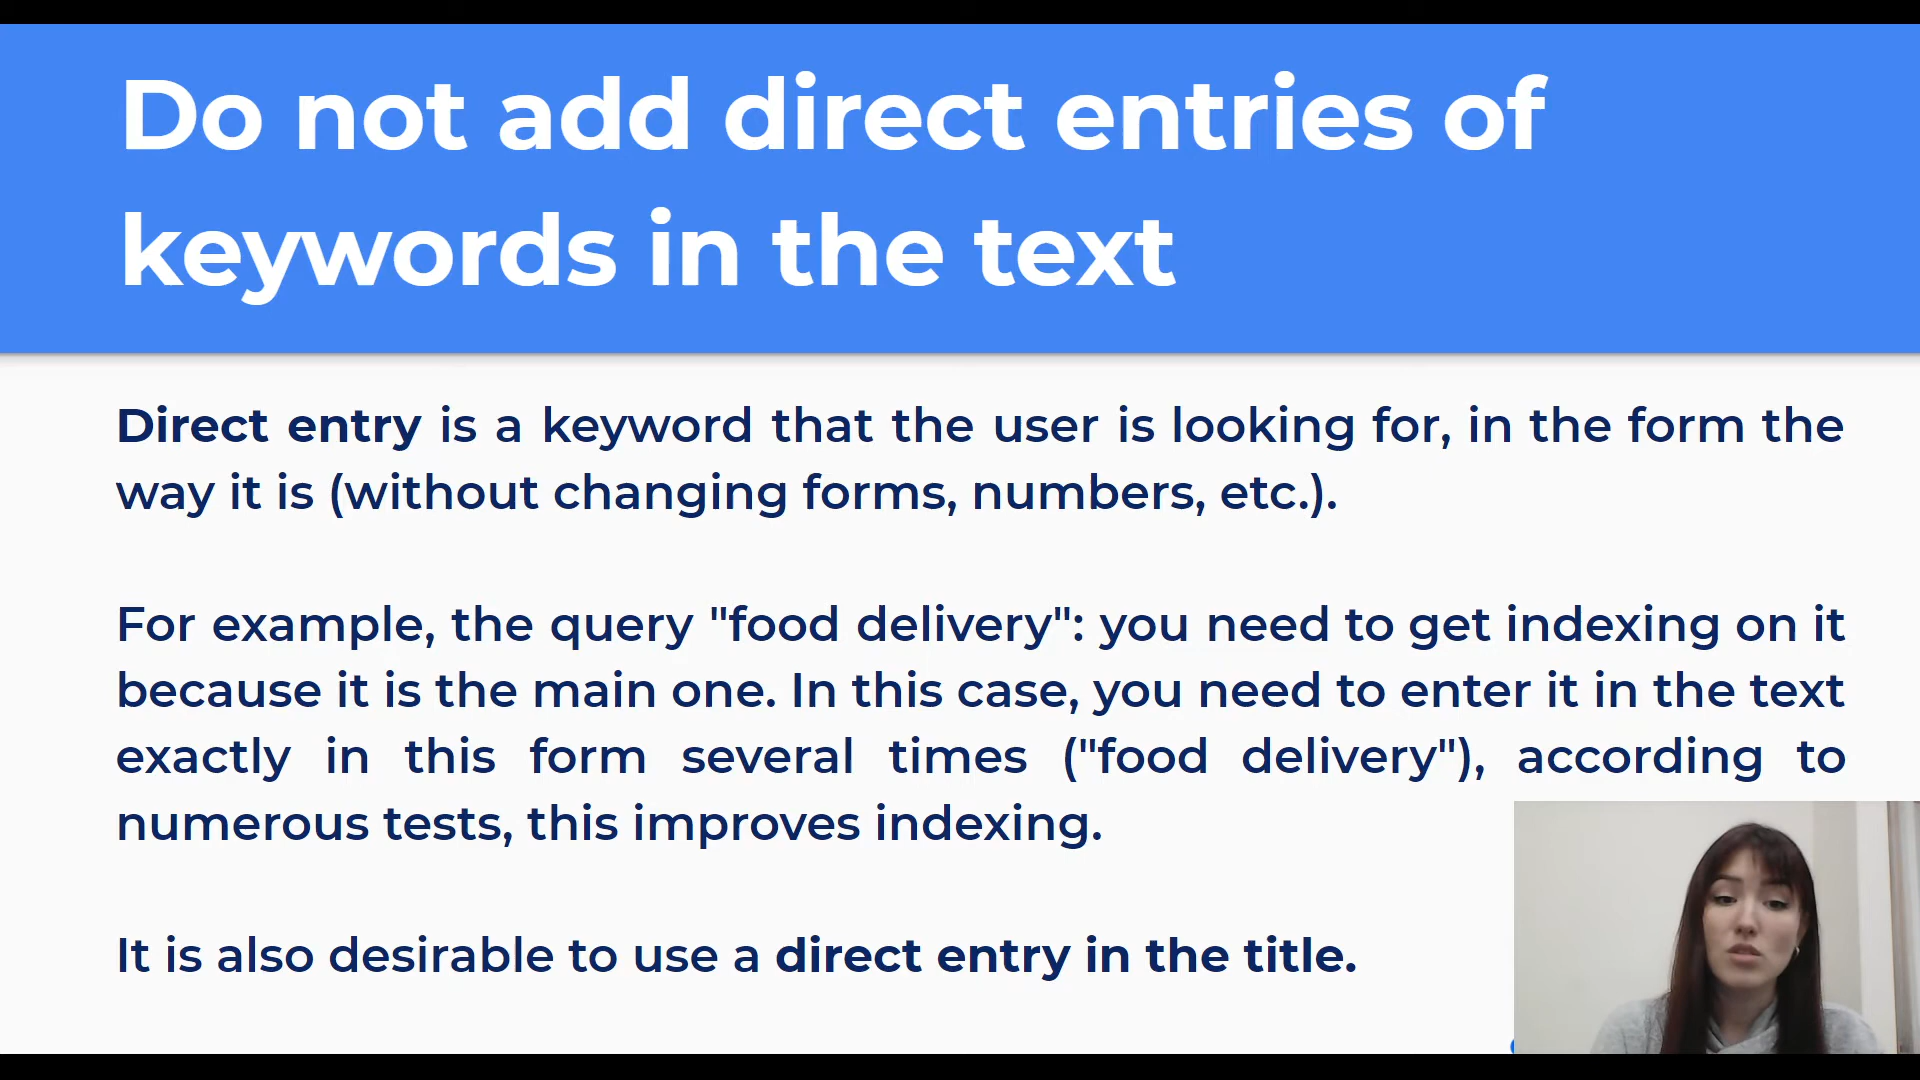 Do not add direct entries of
keywords in the text
Direct entry is a keyword that the user is looking for, in the form the
way it is (without changing forms, numbers, etc.).
For example, the query "food delivery": you need to get indexing on it
because it is the main one. In this case, you need to enter it in the text
exactly in this form several times ("food delivery"), according to
numerous tests, this improves indexing.
It is also desirable to use a direct entry in the title.